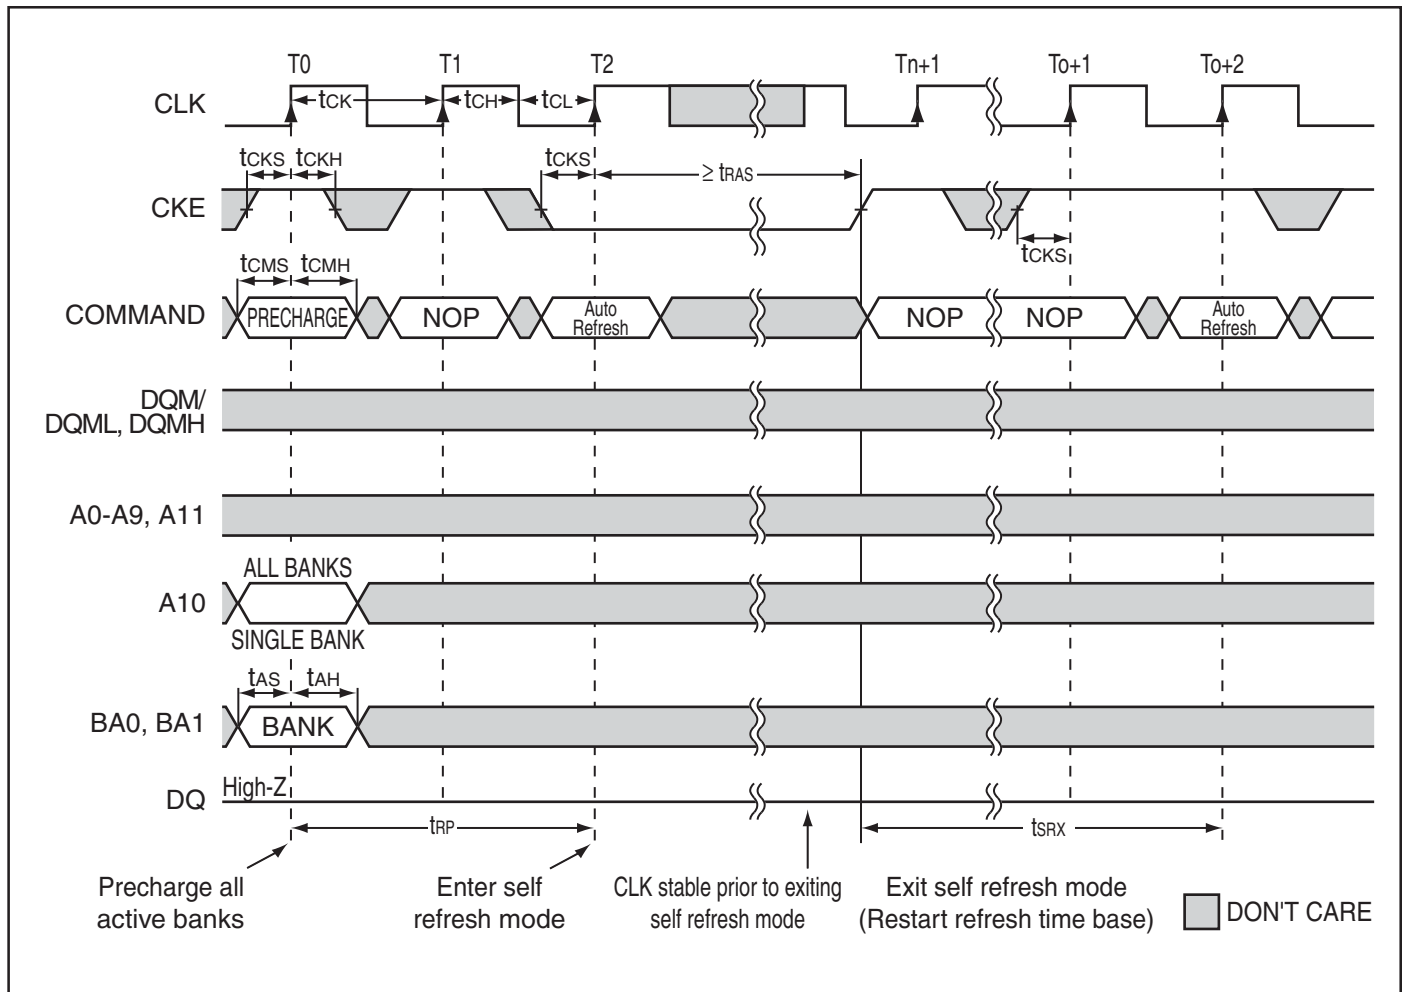 T0 T1 T2 Tn+1 To+1 To+2
CLK tCK tCH tCL
tCKS tCKH tCKS ≥ tRAS
CKE
tCKS
tCMS tCMH
COMMAND PRECHARGE NOP Auto Refresh NOP NOP Auto Refresh
DQM/
DQML, DQMH
A0-A9, A11
ALL BANKS
A10
SINGLE BANK
tAS tAH
BA0, BA1 BANK
DQ High-Z
tRP tSRX
Precharge all
active banks
Enter self
refresh mode
CLK stable prior to exiting
self refresh mode
Exit self refresh mode
(Restart refresh time base)
DON'T CARE